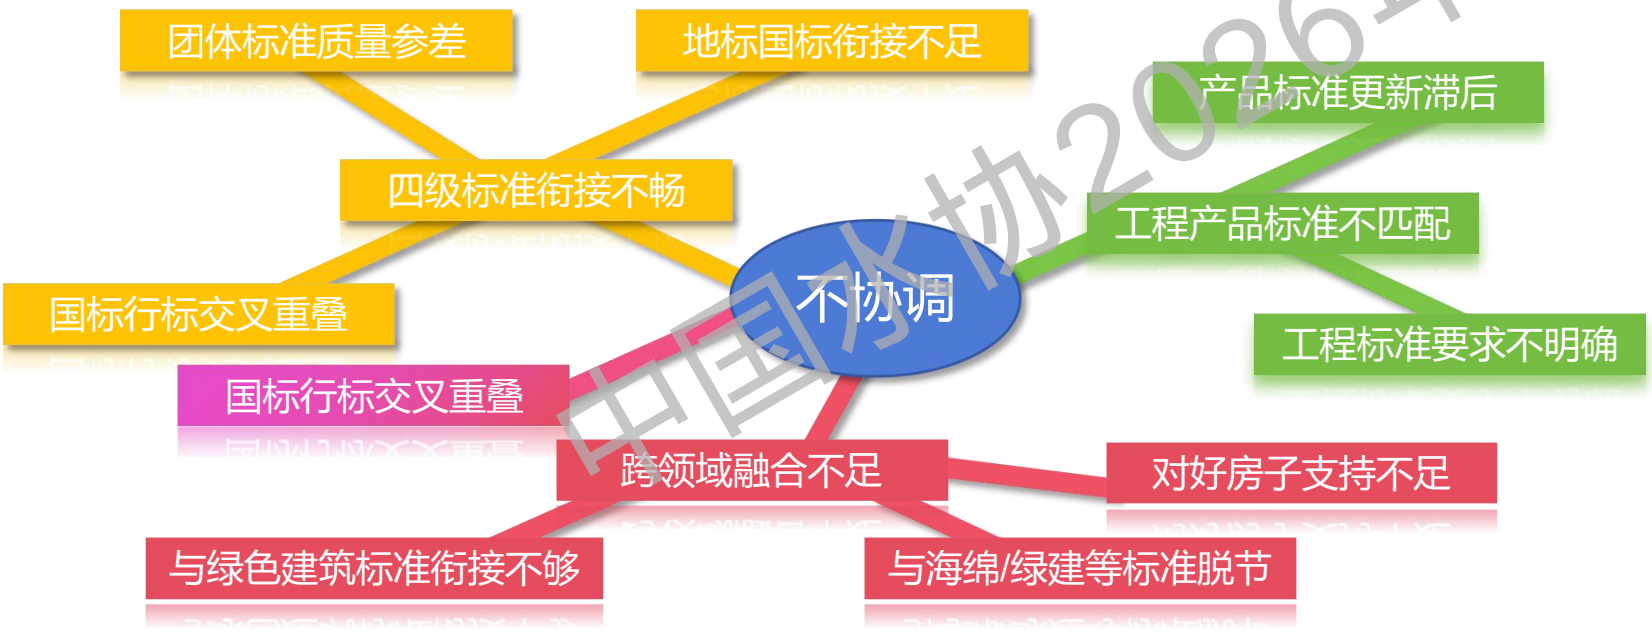 团体标准质量参差
地标国标衔接不足
产品标准更新滞后
四级标准衔接不畅
工程产品标准不匹配
不协调
国标行标交叉重叠
工程标准要求不明确
国标行标交叉重叠
跨领域融合不足
对好房子支持不足
与绿色建筑标准衔接不够
与海绵/绿建等标准脱节
中国水协2026年